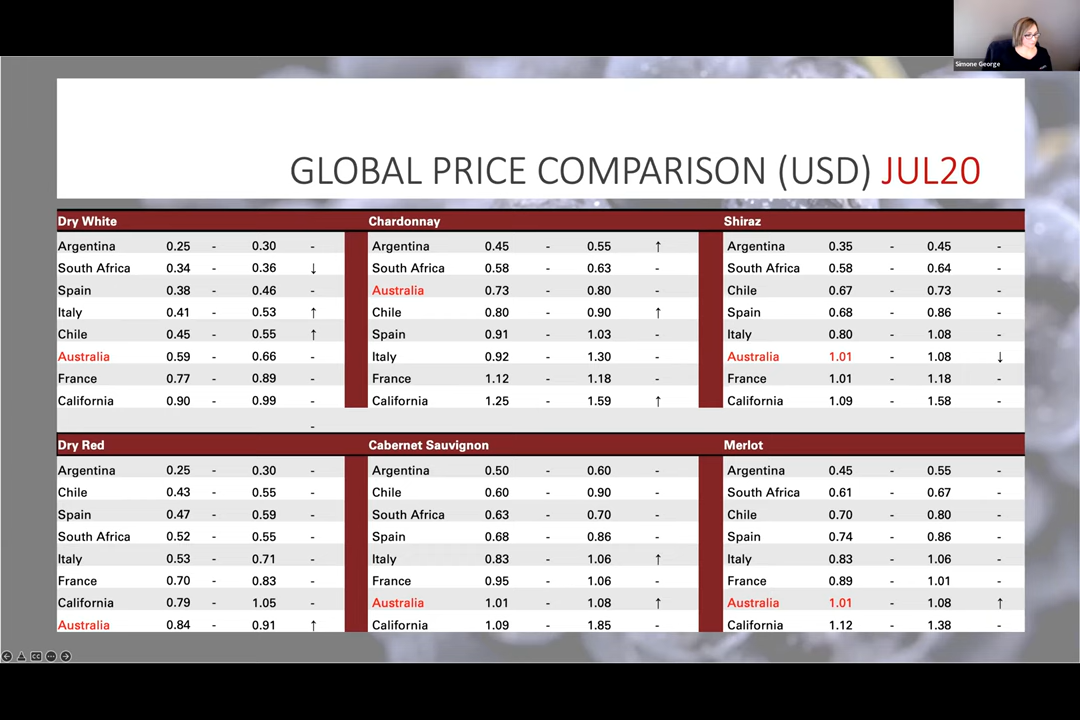 Simone George
GLOBAL PRICE COMPARISON (USD) JUL20
Dry White Chardonnay Shiraz
Argentina 0.25 - 0.30 - Argentina 0.45 - 0.55 ↑ Argentina 0.35 - 0.45 -
South Africa 0.34 - 0.36 ↓ South Africa 0.58 - 0.63 - South Africa 0.58 - 0.64 -
Spain 0.38 - 0.46 - Australia 0.73 - 0.80 - Chile 0.67 - 0.73 -
Italy 0.41 - 0.53 ↑ Chile 0.80 - 0.90 ↑ Spain 0.68 - 0.86 -
Chile 0.45 - 0.55 ↑ Spain 0.91 - 1.03 - Italy 0.80 - 1.08 -
Australia 0.59 - 0.66 - Italy 0.92 - 1.30 - Australia 1.01 - 1.08 ↓
France 0.77 - 0.89 - France 1.12 - 1.18 - France 1.01 - 1.18 -
California 0.90 - 0.99 - California 1.25 - 1.59 ↑ California 1.09 - 1.58 -
-
Dry Red Cabernet Sauvignon Merlot
Argentina 0.25 - 0.30 - Argentina 0.50 - 0.60 - Argentina 0.45 - 0.55 -
Chile 0.43 - 0.55 - Chile 0.60 - 0.90 - South Africa 0.61 - 0.67 -
Spain 0.47 - 0.59 - South Africa 0.63 - 0.70 - Chile 0.70 - 0.80 -
South Africa 0.52 - 0.55 - Spain 0.68 - 0.86 - Spain 0.74 - 0.86 -
Italy 0.53 - 0.71 - Italy 0.83 - 1.06 ↑ Italy 0.83 - 1.06 -
France 0.70 - 0.83 - France 0.95 - 1.06 - France 0.89 - 1.01 -
California 0.79 - 1.05 - Australia 1.01 - 1.08 ↑ Australia 1.01 - 1.08 ↑
Australia 0.84 - 0.91 ↑ California 1.09 - 1.85 - California 1.12 - 1.38 -